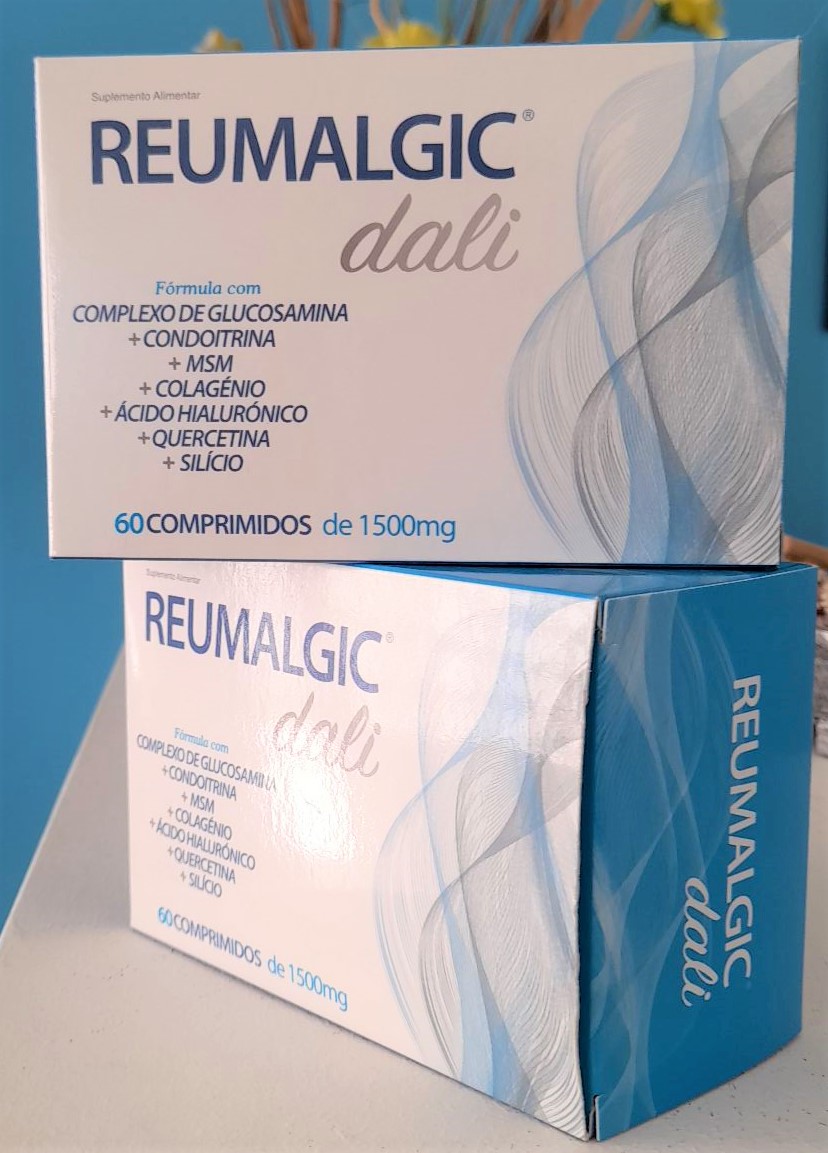 Suplemento Alimentar
REUMALGIC®
dali
Fórmula com
COMPLEXO DE GLUCOSAMINA
+ CONDOITRINA
+ MSM
+ COLAGÉNIO
+ ÁCIDO HIALURÓNICO
+ QUERCETINA
+ SILÍCIO
60 COMPRIMIDOS de 1500mg
Suplemento Alimentar
REUMALGIC®
dali
Fórmula com
COMPLEXO DE GLUCOSAMINA
+ CONDOITRINA
+ MSM
+ COLAGÉNIO
+ ÁCIDO HIALURÓNICO
+ QUERCETINA
+ SILÍCIO
60 COMPRIMIDOS de 1500mg
REUMALGIC
dali